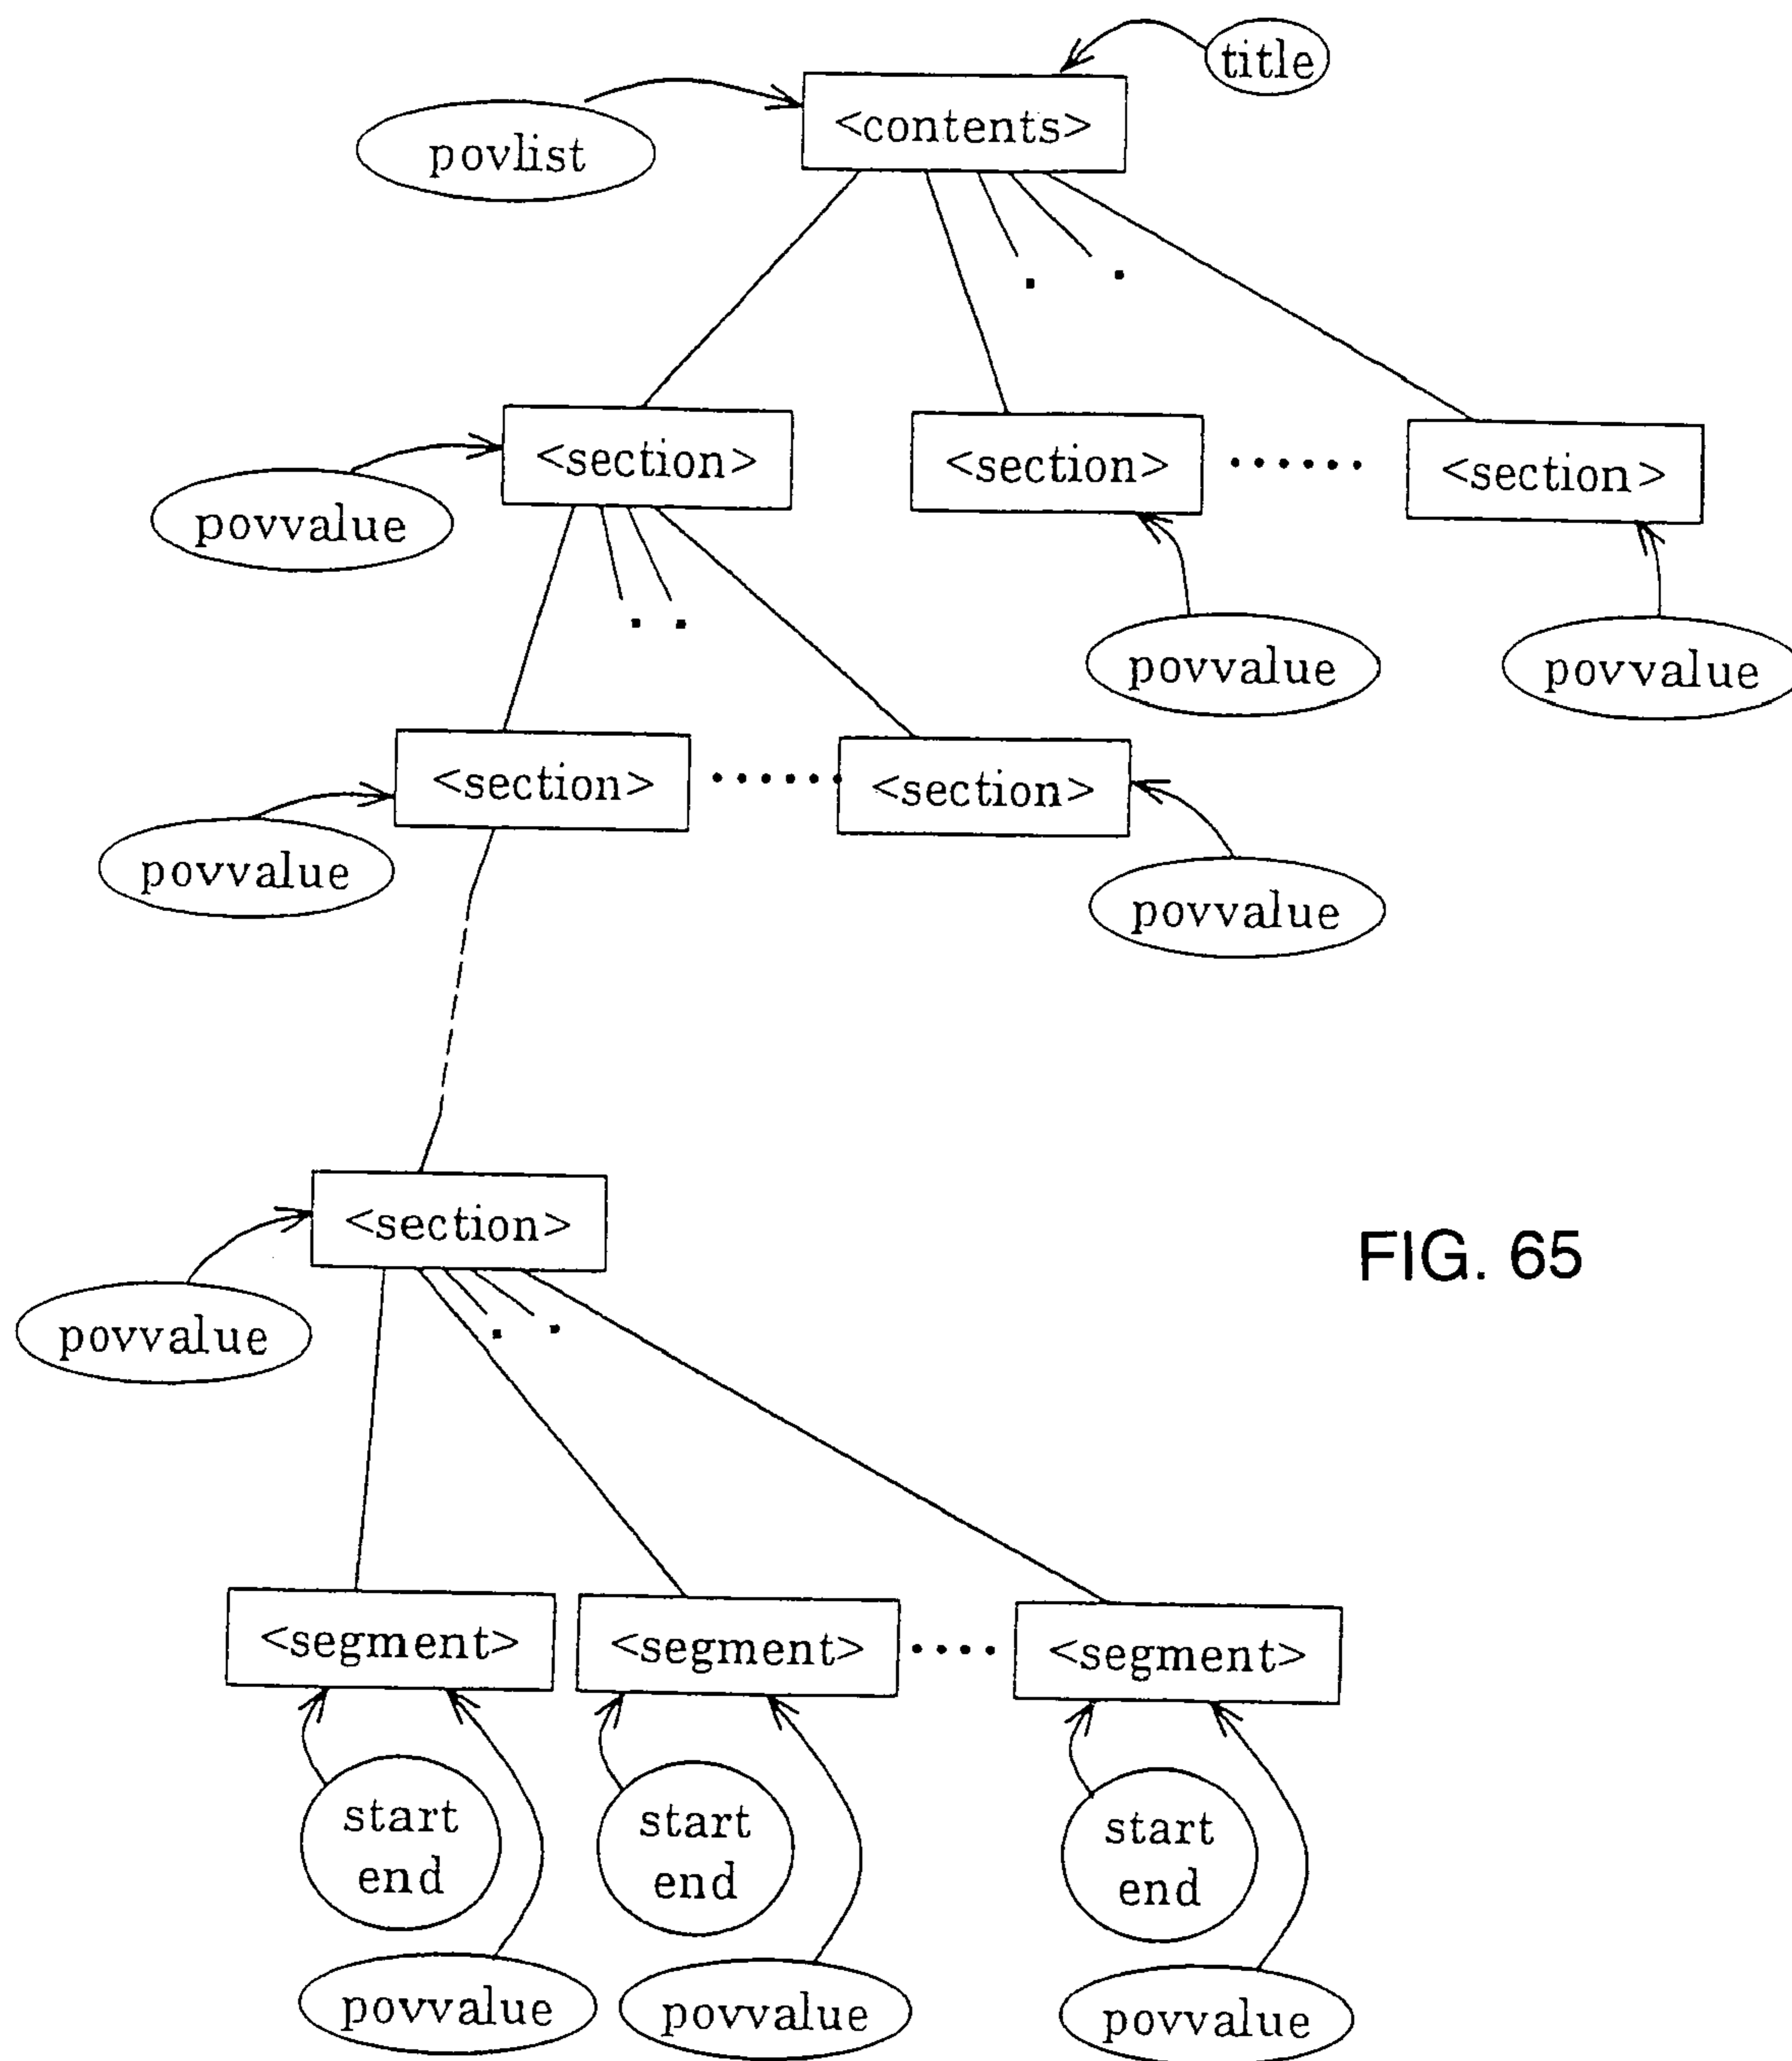 title
<contents>
povlist
<section>
<section>
<section>
povvalue
povvalue
povvalue
<section>
<section>
povvalue
povvalue
<section>
FIG. 65
povvalue
<segment>
<segment>
<segment>
start
end
start
end
start
end
povvalue
povvalue
povvalue